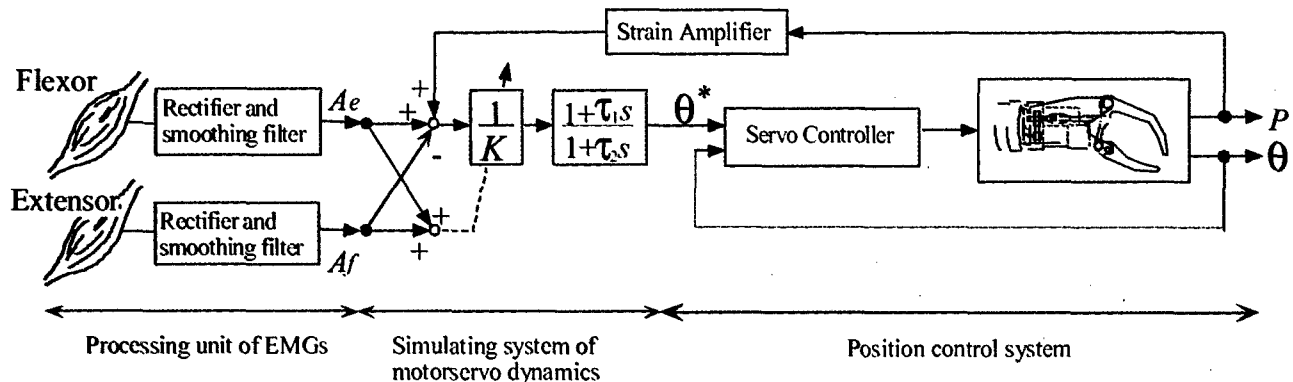 Strain Amplifier
Flexor
Rectifier and
smoothing filter
Ae
+
+
-
1
K
1+τ₁s
1+τ₂s
θ*
Servo Controller
P
θ
Extensor
Rectifier and
smoothing filter
Af
+
+
Processing unit of EMGs
Simulating system of
motorservo dynamics
Position control system